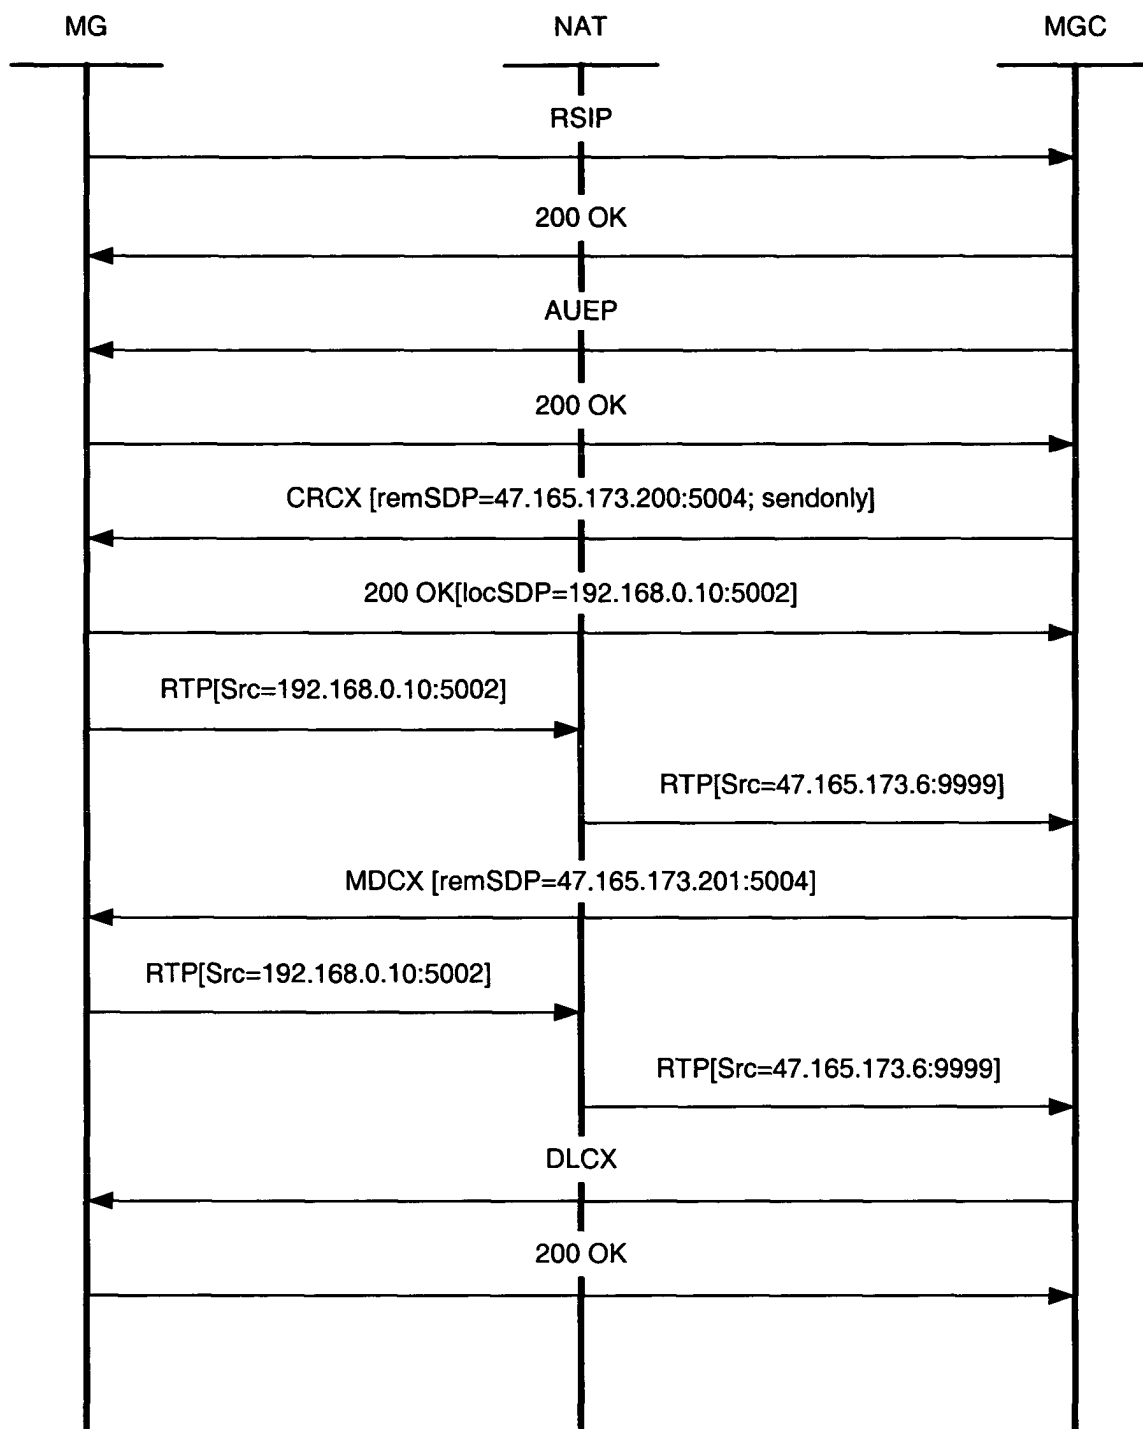 MG NAT MGC
RSIP
200 OK
AUEP
200 OK
CRCX [remSDP=47.165.173.200:5004; sendonly]
200 OK[locSDP=192.168.0.10:5002]
RTP[Src=192.168.0.10:5002]
RTP[Src=47.165.173.6:9999]
MDCX [remSDP=47.165.173.201:5004]
RTP[Src=192.168.0.10:5002]
RTP[Src=47.165.173.6:9999]
DLCX
200 OK